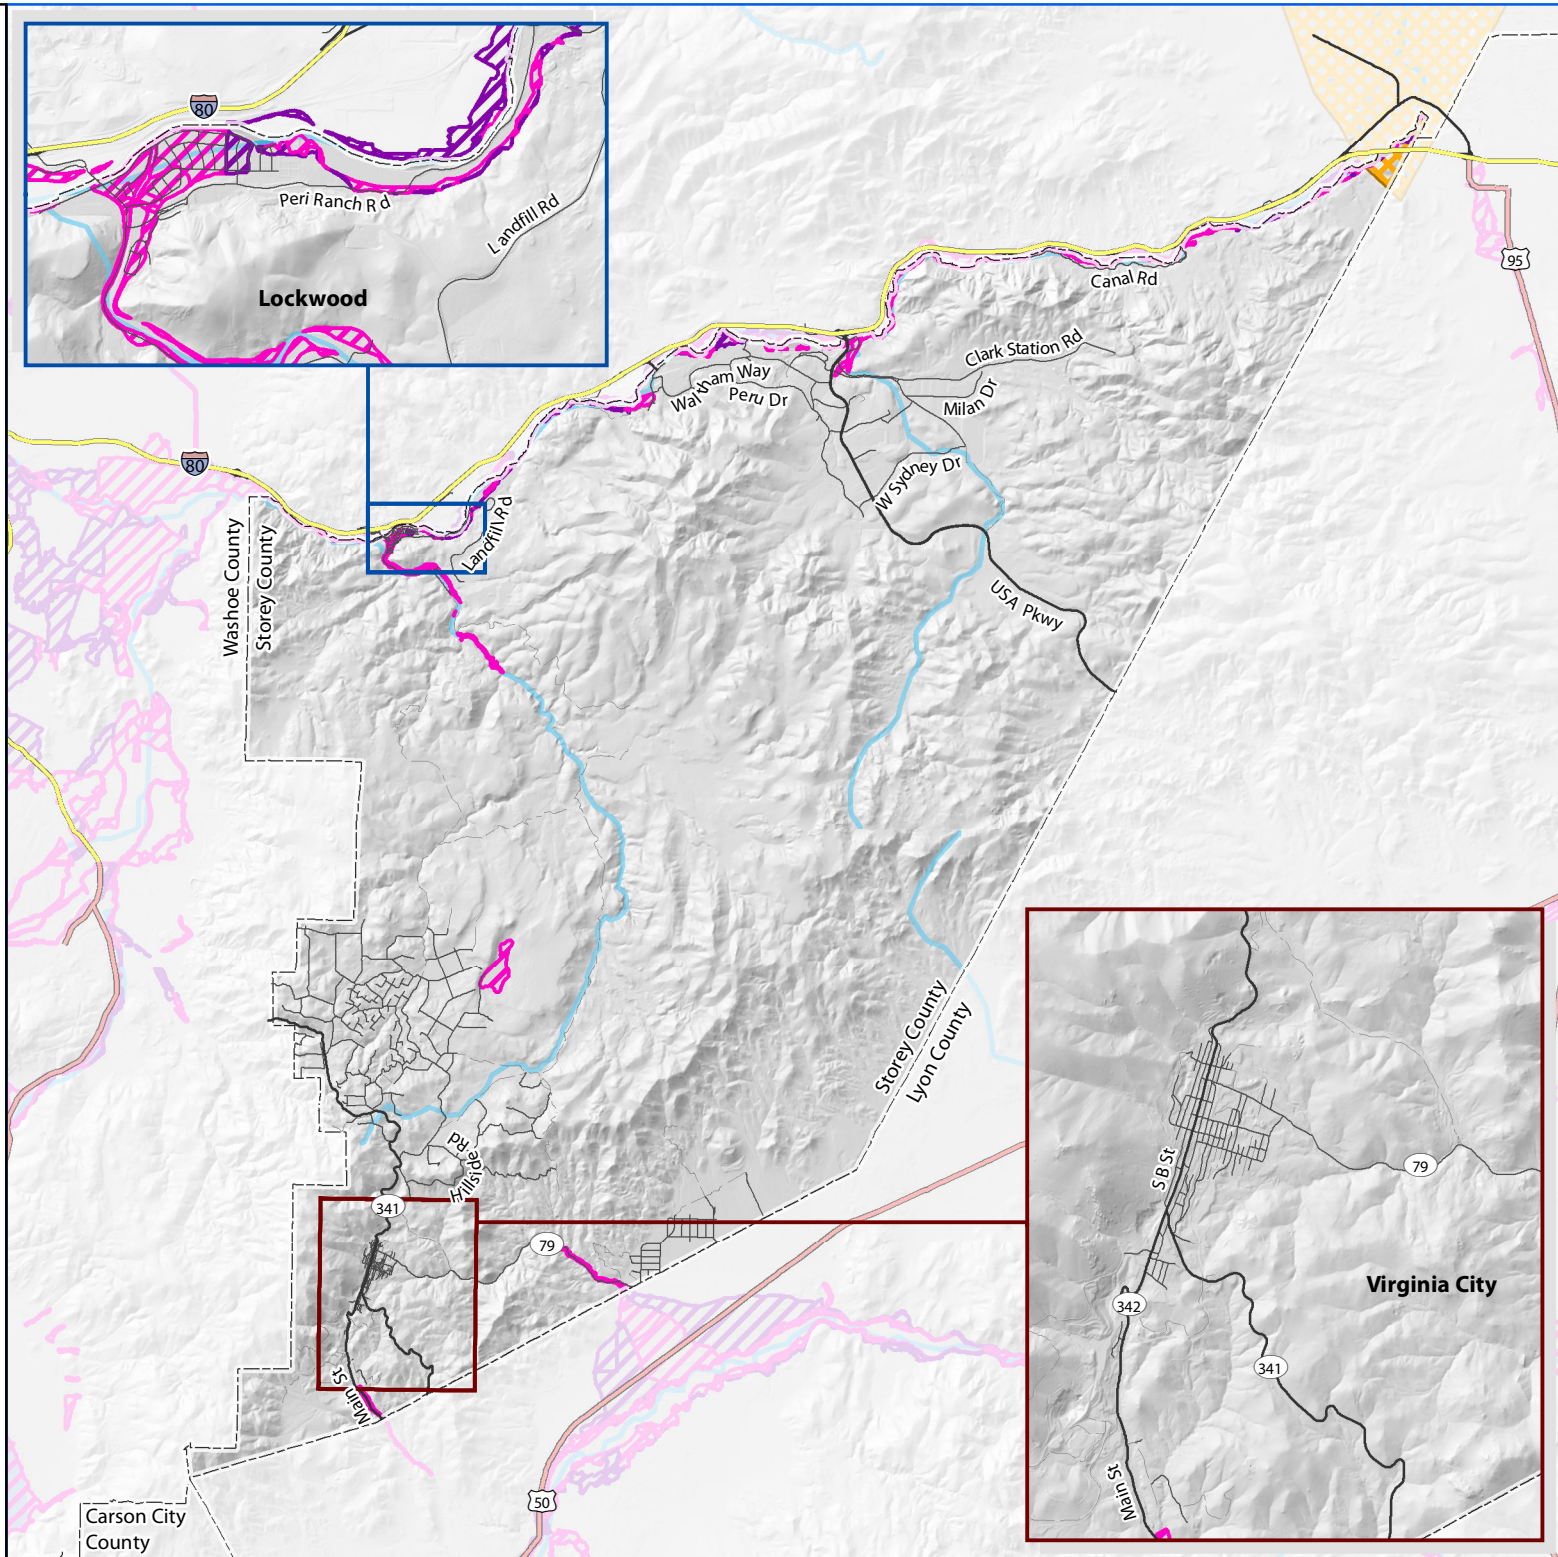 80
Peri Ranch Rd
Landfill Rd
Lockwood
95
Canal Rd
Clark Station Rd
Waltham Way
Peru Dr
Milan Dr
80
W Sydney Dr
Landfill Rd
Washoe County
Storey County
USA Pkwy
Storey County
Lyon County
Hillside Rd
341
79
Main St
50
Carson City
County
S B St
79
Virginia City
342
341
Main St